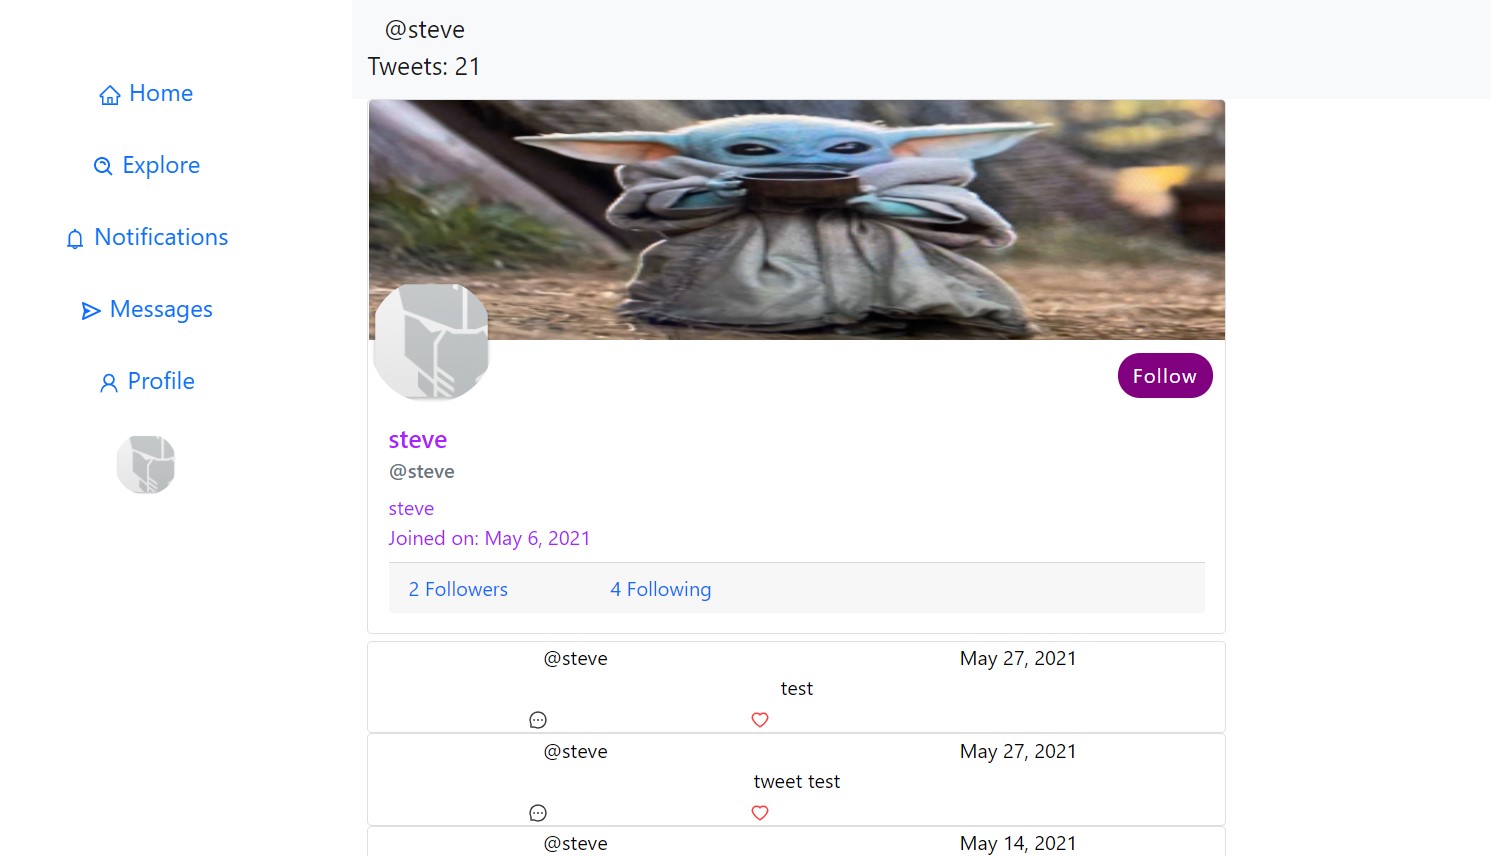 @steve
Tweets: 21
Home
Explore
Notifications
Messages
Profile
Follow
steve
@steve
steve
Joined on: May 6, 2021
2 Followers 4 Following
@steve May 27, 2021
test
@steve May 27, 2021
tweet test
@steve May 14, 2021